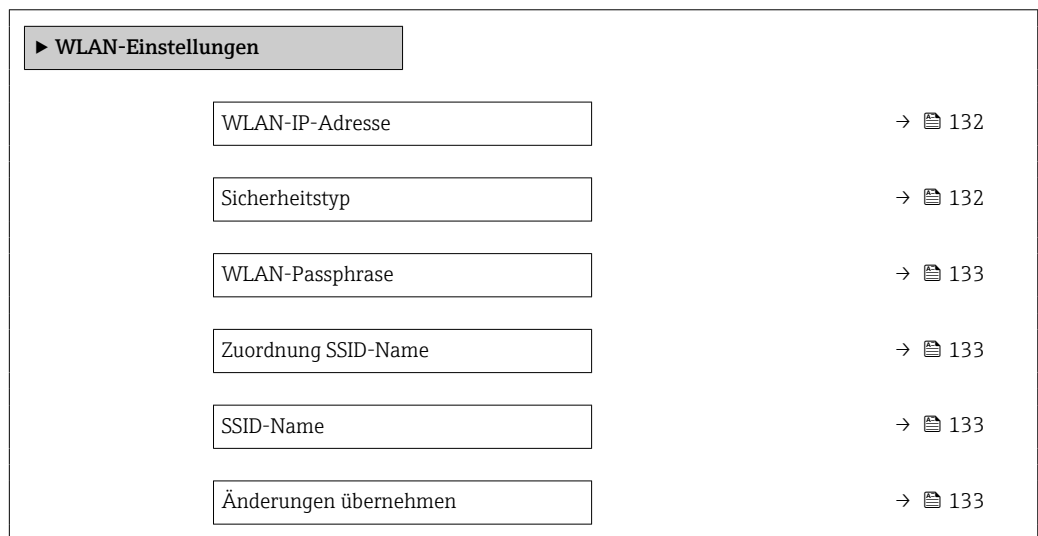 ► WLAN-Einstellungen
WLAN-IP-Adresse → 132
Sicherheitstyp → 132
WLAN-Passphrase → 133
Zuordnung SSID-Name → 133
SSID-Name → 133
Änderungen übernehmen → 133